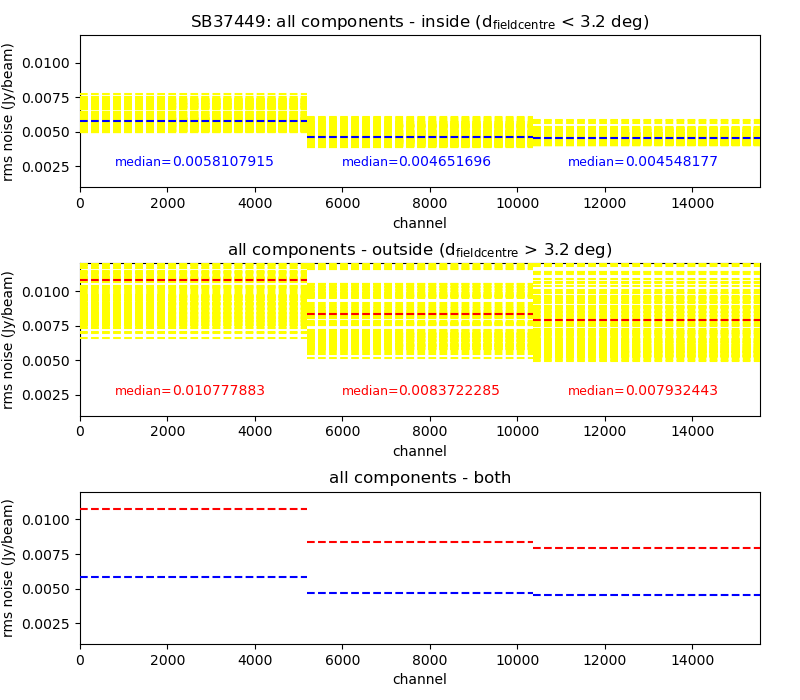 SB37449: all components - inside (dfieldcentre < 3.2 deg)
0.0100
0.0075
0.0050
0.0025
rms noise (Jy/beam)
median=0.0058107915 median=0.004651696 median=0.004548177
0 2000 4000 6000 8000 10000 12000 14000
channel
all components - outside (dfieldcentre > 3.2 deg)
0.0100
0.0075
0.0050
0.0025
rms noise (Jy/beam)
median=0.010777883 median=0.0083722285 median=0.007932443
0 2000 4000 6000 8000 10000 12000 14000
channel
all components - both
0.0100
0.0075
0.0050
0.0025
rms noise (Jy/beam)
0 2000 4000 6000 8000 10000 12000 14000
channel